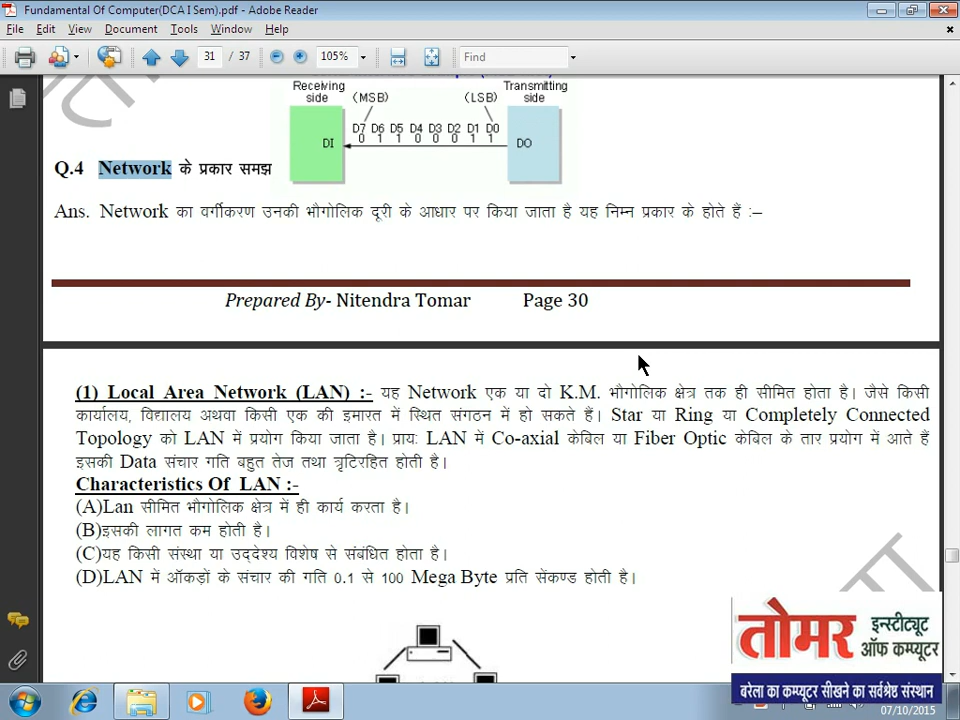 Fundamental Of Computer(DCA I Sem).pdf - Adobe Reader
File Edit View Document Tools Window Help
31 / 37 105% Find
Receiving side (MSB) (LSB) Transmitting side
D7 D6 D5 D4 D3 D2 D1 D0
DI 0 1 1 0 0 0 1 1 DO
Q.4 Network के प्रकार समझ
Ans. Network का वर्गीकरण उनकी भौगोलिक दूरी के आधार पर किया जाता है यह निम्न प्रकार के होते हैं :–
Prepared By- Nitendra Tomar Page 30
(1) Local Area Network (LAN) :- यह Network एक या दो K.M. भौगोलिक क्षेत्र तक ही सीमित होता है। जैसे किसी
कार्यालय, विद्यालय अथवा किसी एक की इमारत में स्थित संगठन में हो सकते हैं। Star या Ring या Completely Connected
Topology को LAN में प्रयोग किया जाता है। प्रायः LAN में Co-axial केबिल या Fiber Optic केबिल के तार प्रयोग में आते हैं
इसकी Data संचार गति बहुत तेज तथा त्रृटिरहित होती है।
Characteristics Of LAN :-
(A)Lan सीमित भौगोलिक क्षेत्र में ही कार्य करता है।
(B)इसकी लागत कम होती है।
(C)यह किसी संस्था या उद्देश्य विशेष से संबंधित होता है।
(D)LAN में ऑकड़ों के संचार की गति 0.1 से 100 Mega Byte प्रति सेंकण्ड होती है।
तोमर इन्स्टीट्यूट
ऑफ कम्प्यूटर
बरेला का कम्प्यूटर सीखने का सर्वश्रेष्ठ संस्थान
07/10/2015